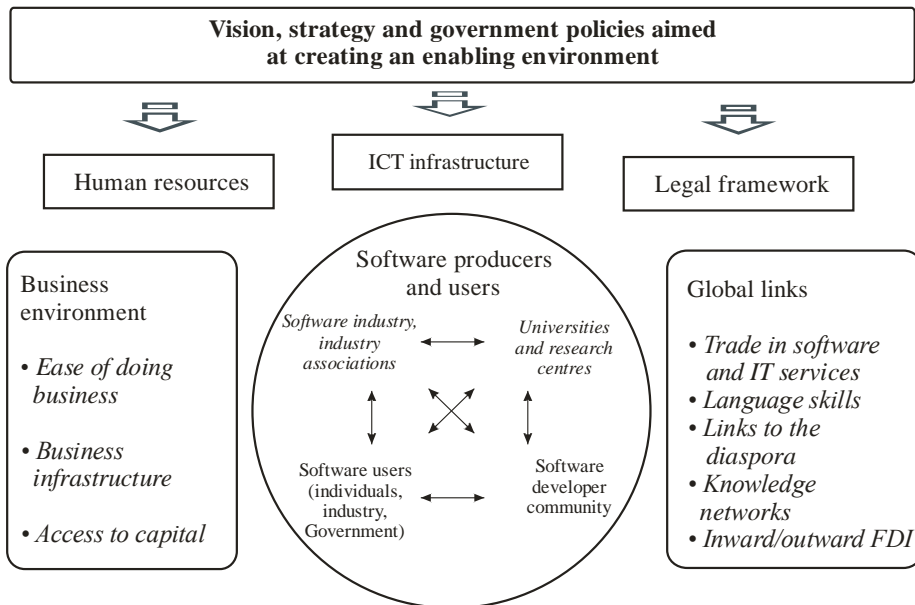 Vision, strategy and government policies aimed
at creating an enabling environment
Human resources
ICT infrastructure
Legal framework
Business
environment
• Ease of doing
business
• Business
infrastructure
• Access to capital
Software producers
and users
Software industry,
industry
associations
Universities
and research
centres
Software users
(individuals,
industry,
Government)
Software
developer
community
Global links
• Trade in software
and IT services
• Language skills
• Links to the
diaspora
• Knowledge
networks
• Inward/outward FDI